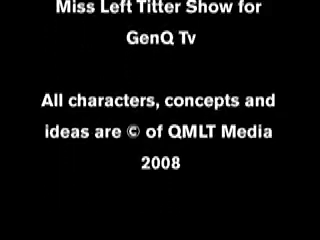 Miss Left Titter Show for
GenQ Tv
All characters, concepts and
ideas are © of QMLT Media
2008